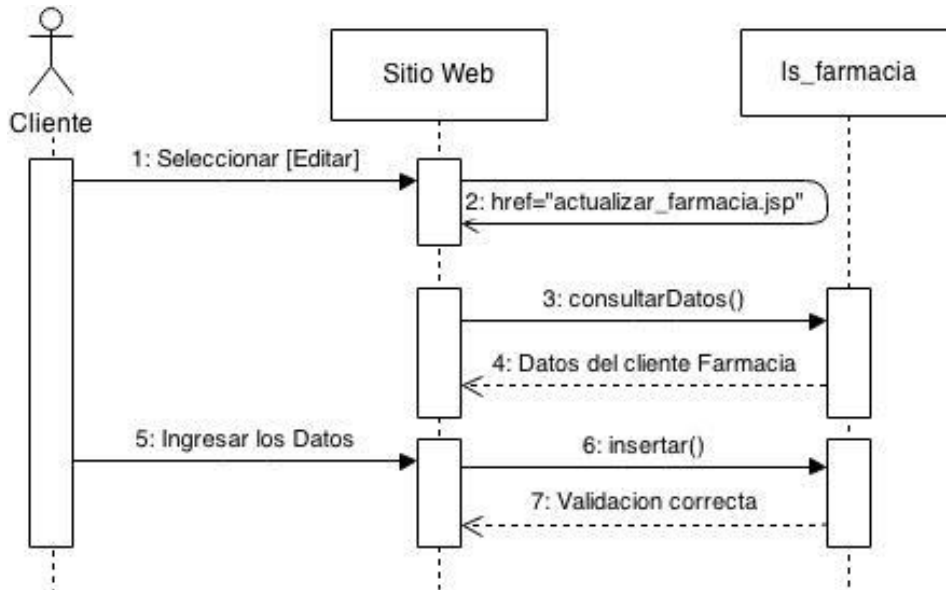 Sitio Web
Is_farmacia
Cliente
1: Seleccionar [Editar]
2: href="actualizar_farmacia.jsp"
3: consultarDatos()
4: Datos del cliente Farmacia
5: Ingresar los Datos
6: insertar()
7: Validacion correcta